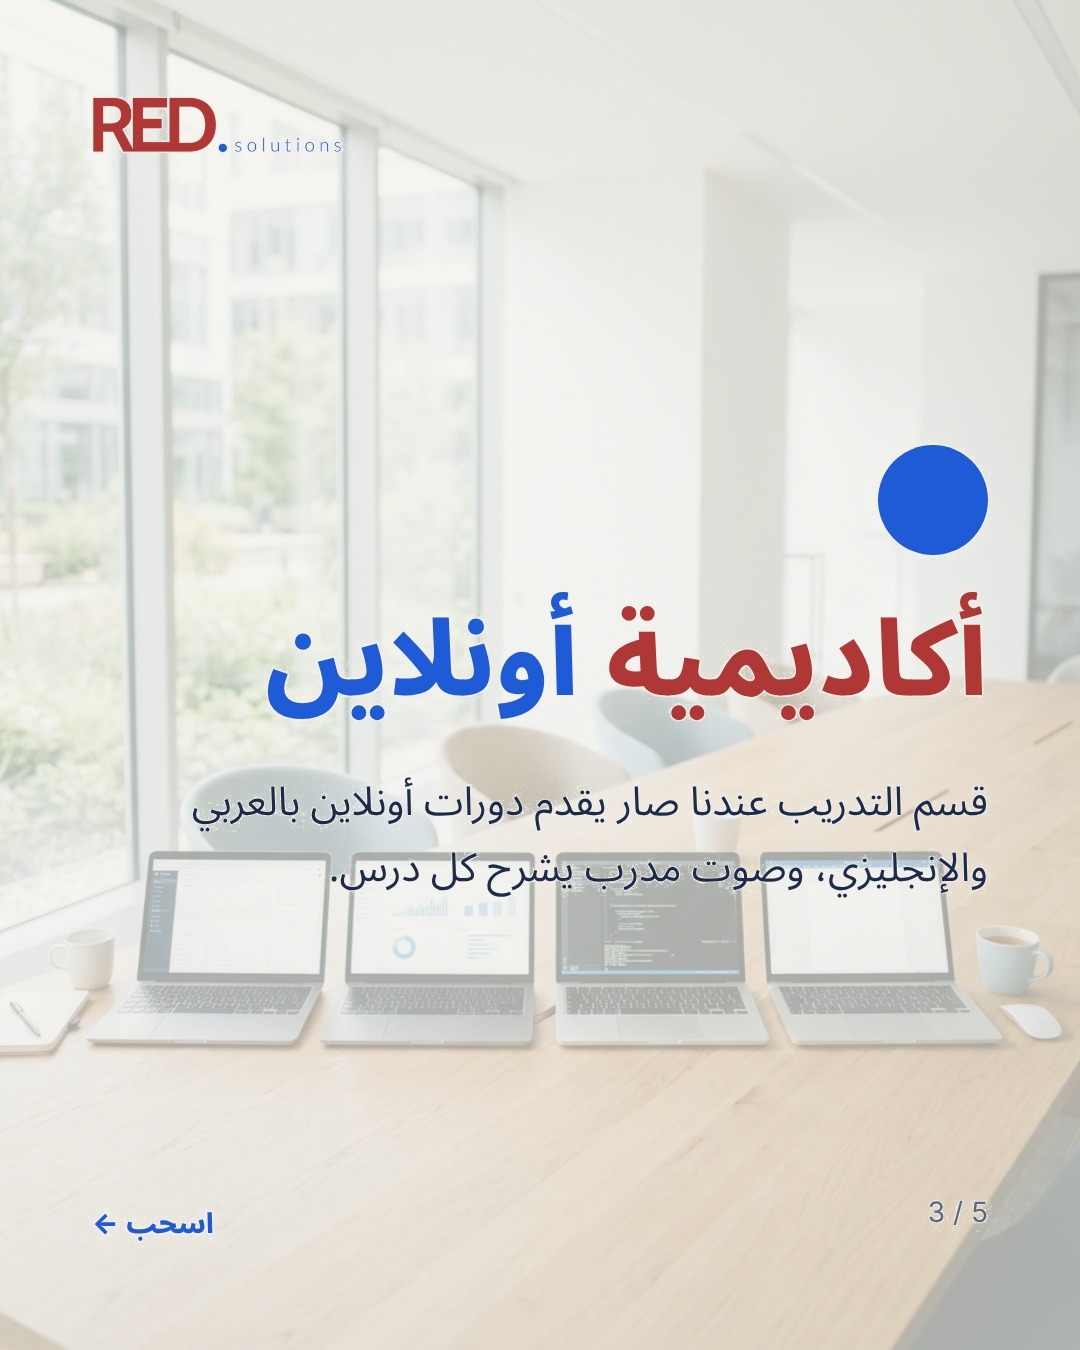 RED.solutions
أكاديمية أونلاين
قسم التدريب عندنا صار يقدم دورات أونلاين بالعربي
والإنجليزي، وصوت مدرب يشرح كل درس.
3 / 5
اسحب ←